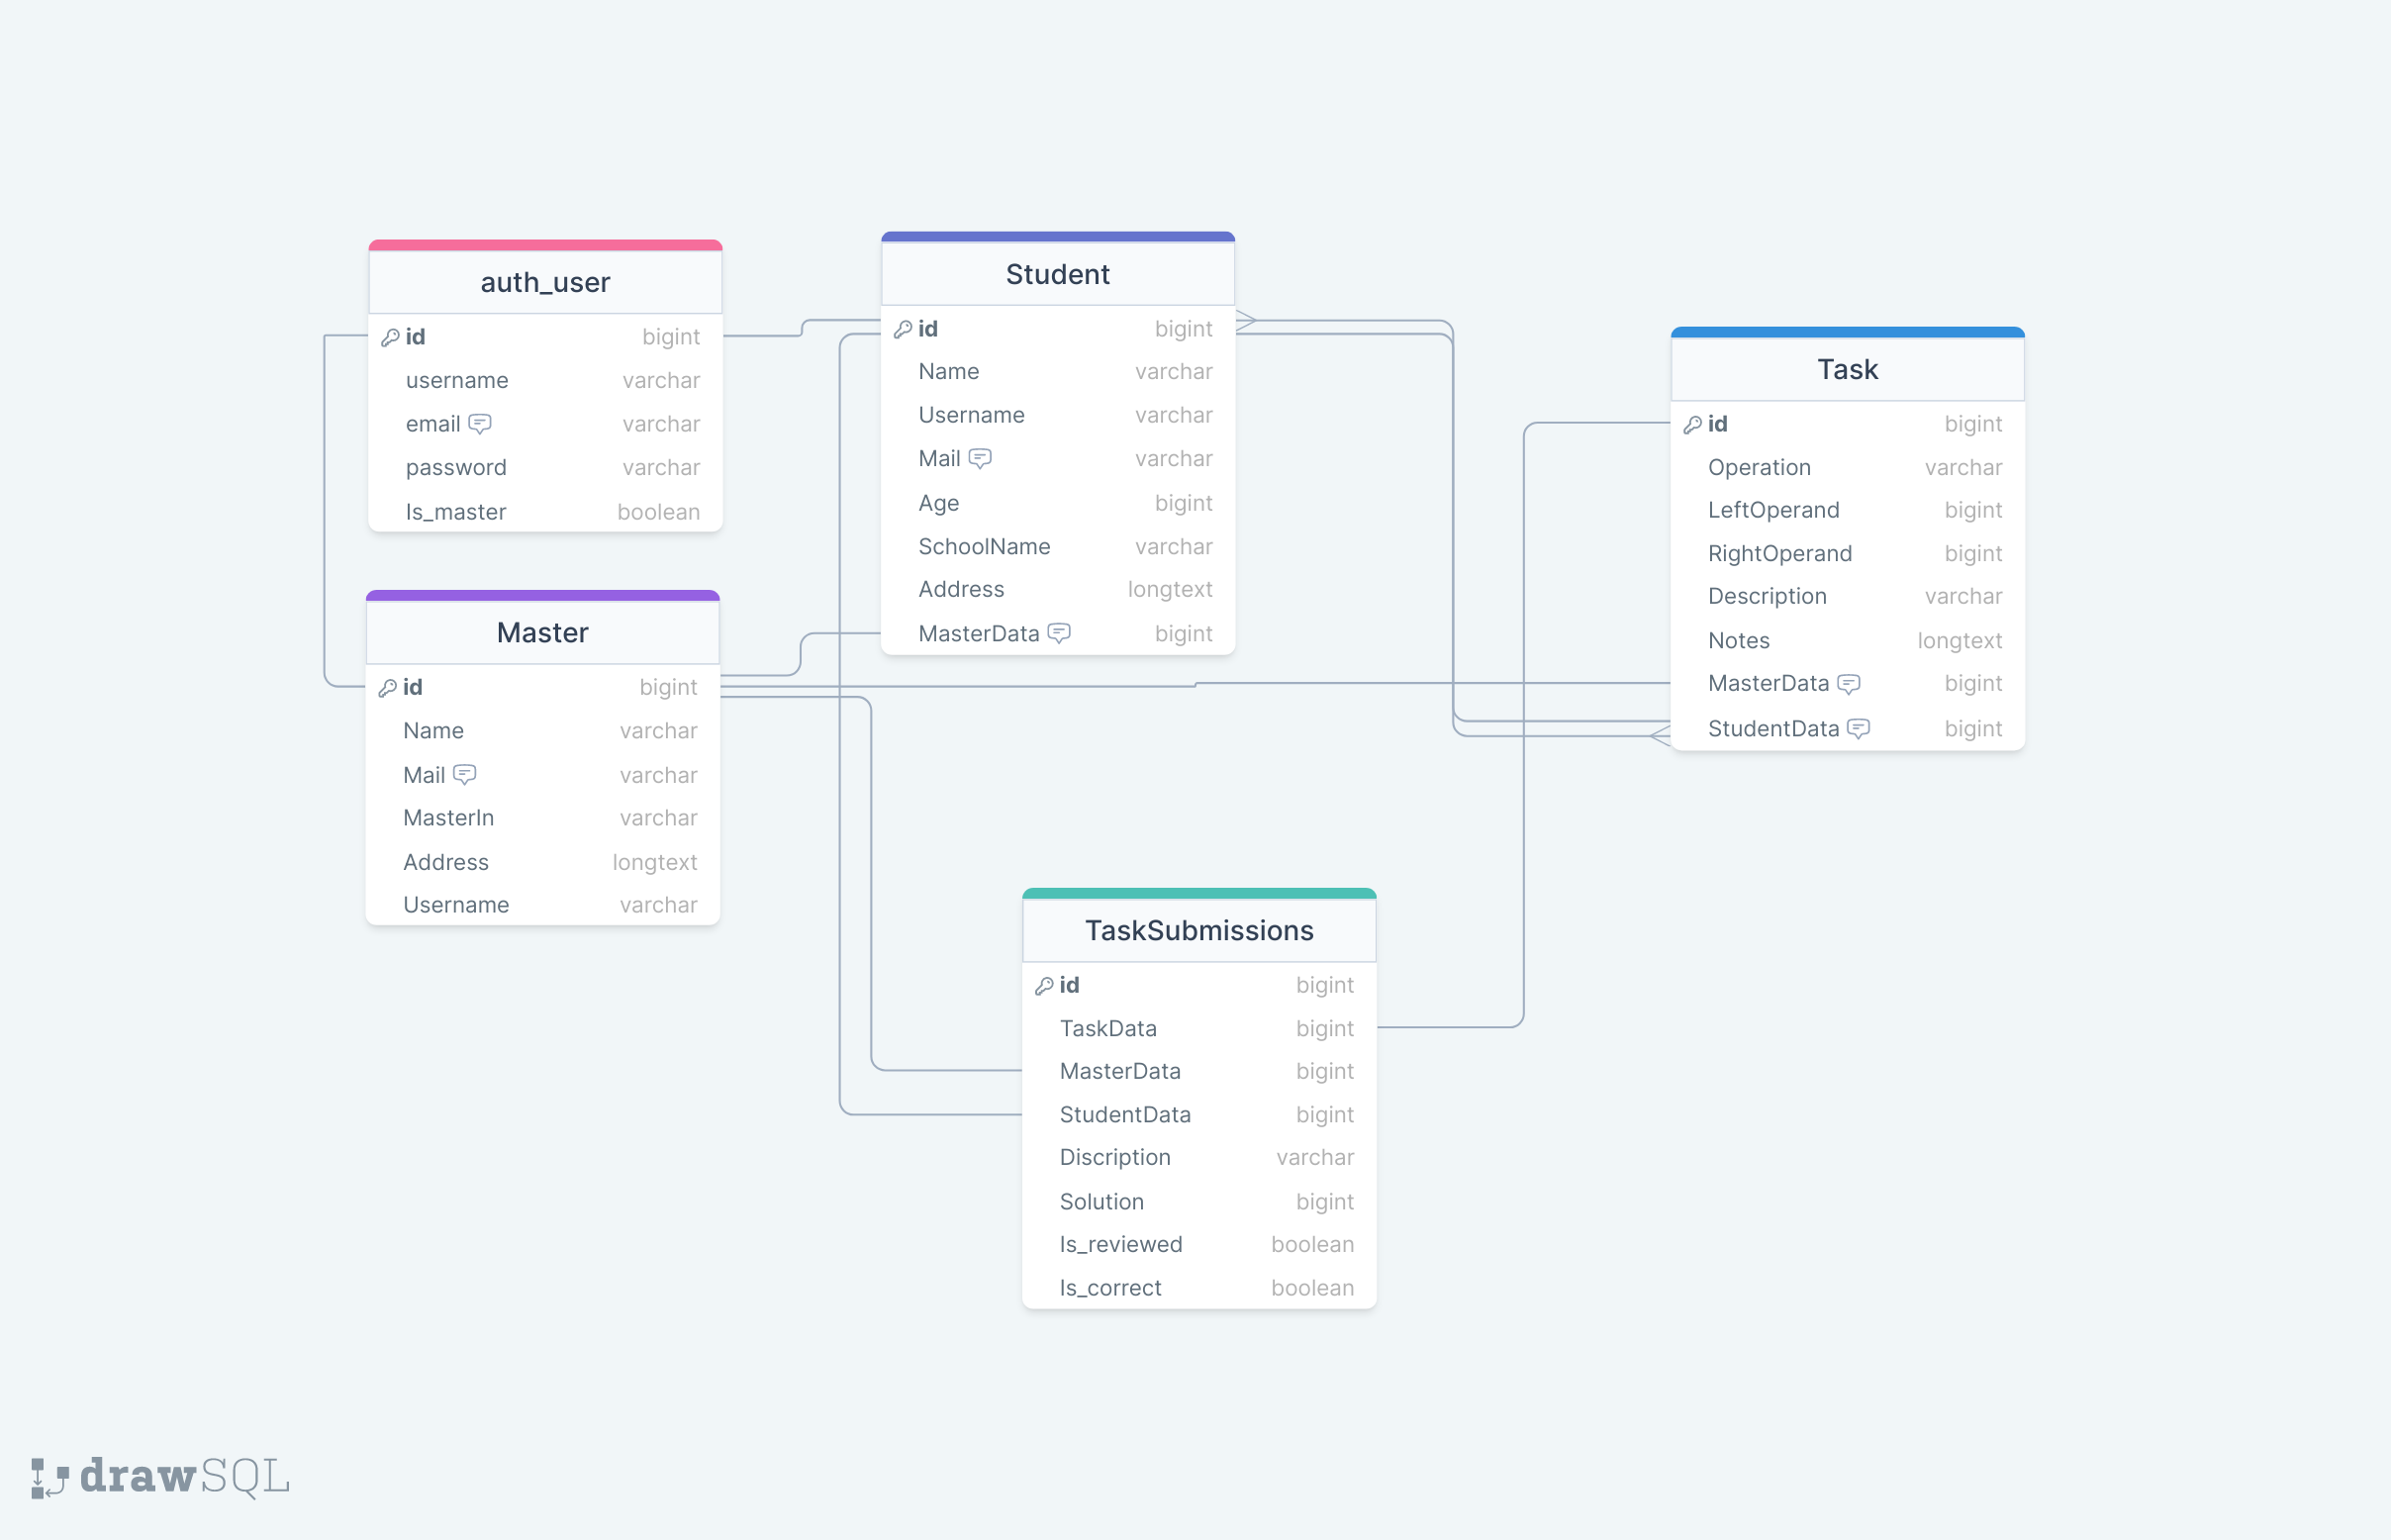 auth_user
id bigint
username varchar
email varchar
password varchar
Is_master boolean
Student
id bigint
Name varchar
Username varchar
Mail varchar
Age bigint
SchoolName varchar
Address longtext
MasterData bigint
Task
id bigint
Operation varchar
LeftOperand bigint
RightOperand bigint
Description varchar
Notes longtext
MasterData bigint
StudentData bigint
Master
id bigint
Name varchar
Mail varchar
MasterIn varchar
Address longtext
Username varchar
TaskSubmissions
id bigint
TaskData bigint
MasterData bigint
StudentData bigint
Discription varchar
Solution bigint
Is_reviewed boolean
Is_correct boolean
drawSQL